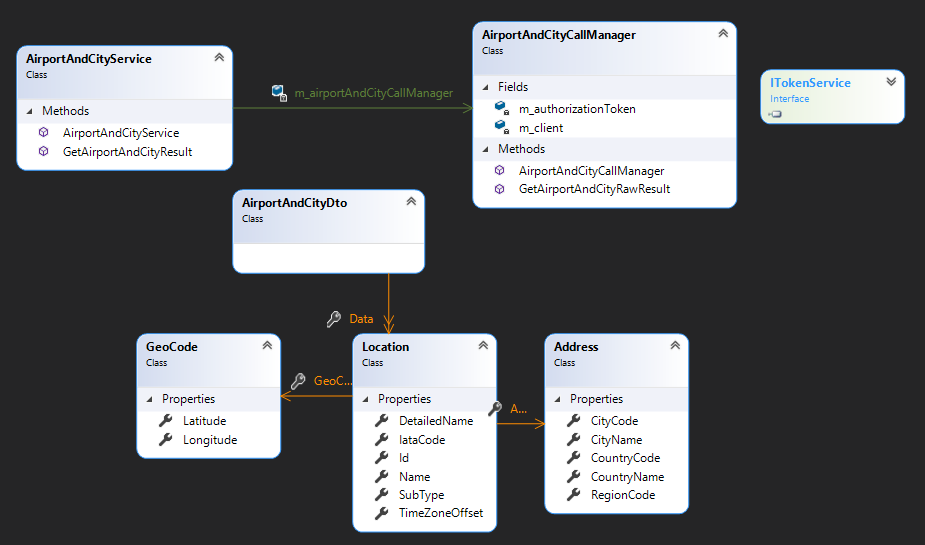 AirportAndCityService
Class
Methods
AirportAndCityService
GetAirportAndCityResult
m_airportAndCityCallManager
AirportAndCityCallManager
Class
Fields
m_authorizationToken
m_client
Methods
AirportAndCityCallManager
GetAirportAndCityRawResult
ITokenService
Interface
AirportAndCityDto
Class
Data
GeoCode
Class
Properties
Latitude
Longitude
GeoC...
Location
Class
Properties
DetailedName
IataCode
Id
Name
SubType
TimeZoneOffset
A...
Address
Class
Properties
CityCode
CityName
CountryCode
CountryName
RegionCode